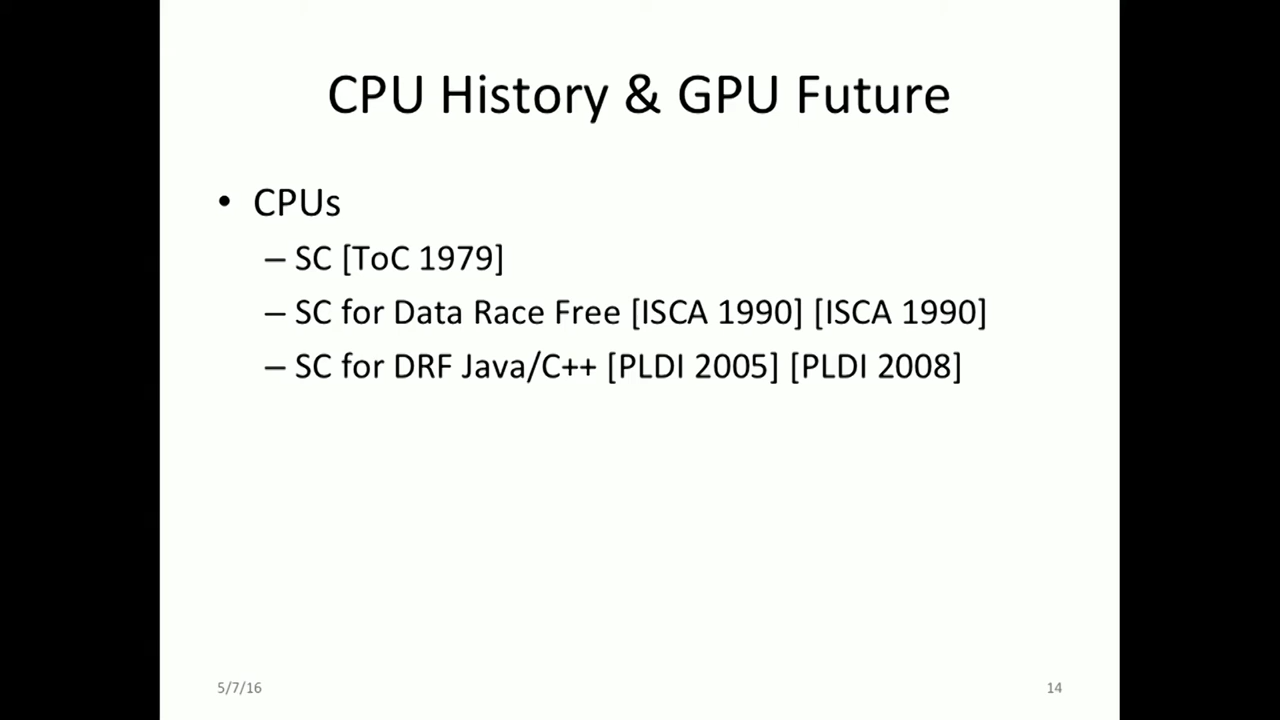 CPU History & GPU Future
• CPUs
– SC [ToC 1979]
– SC for Data Race Free [ISCA 1990] [ISCA 1990]
– SC for DRF Java/C++ [PLDI 2005] [PLDI 2008]
5/7/16
14